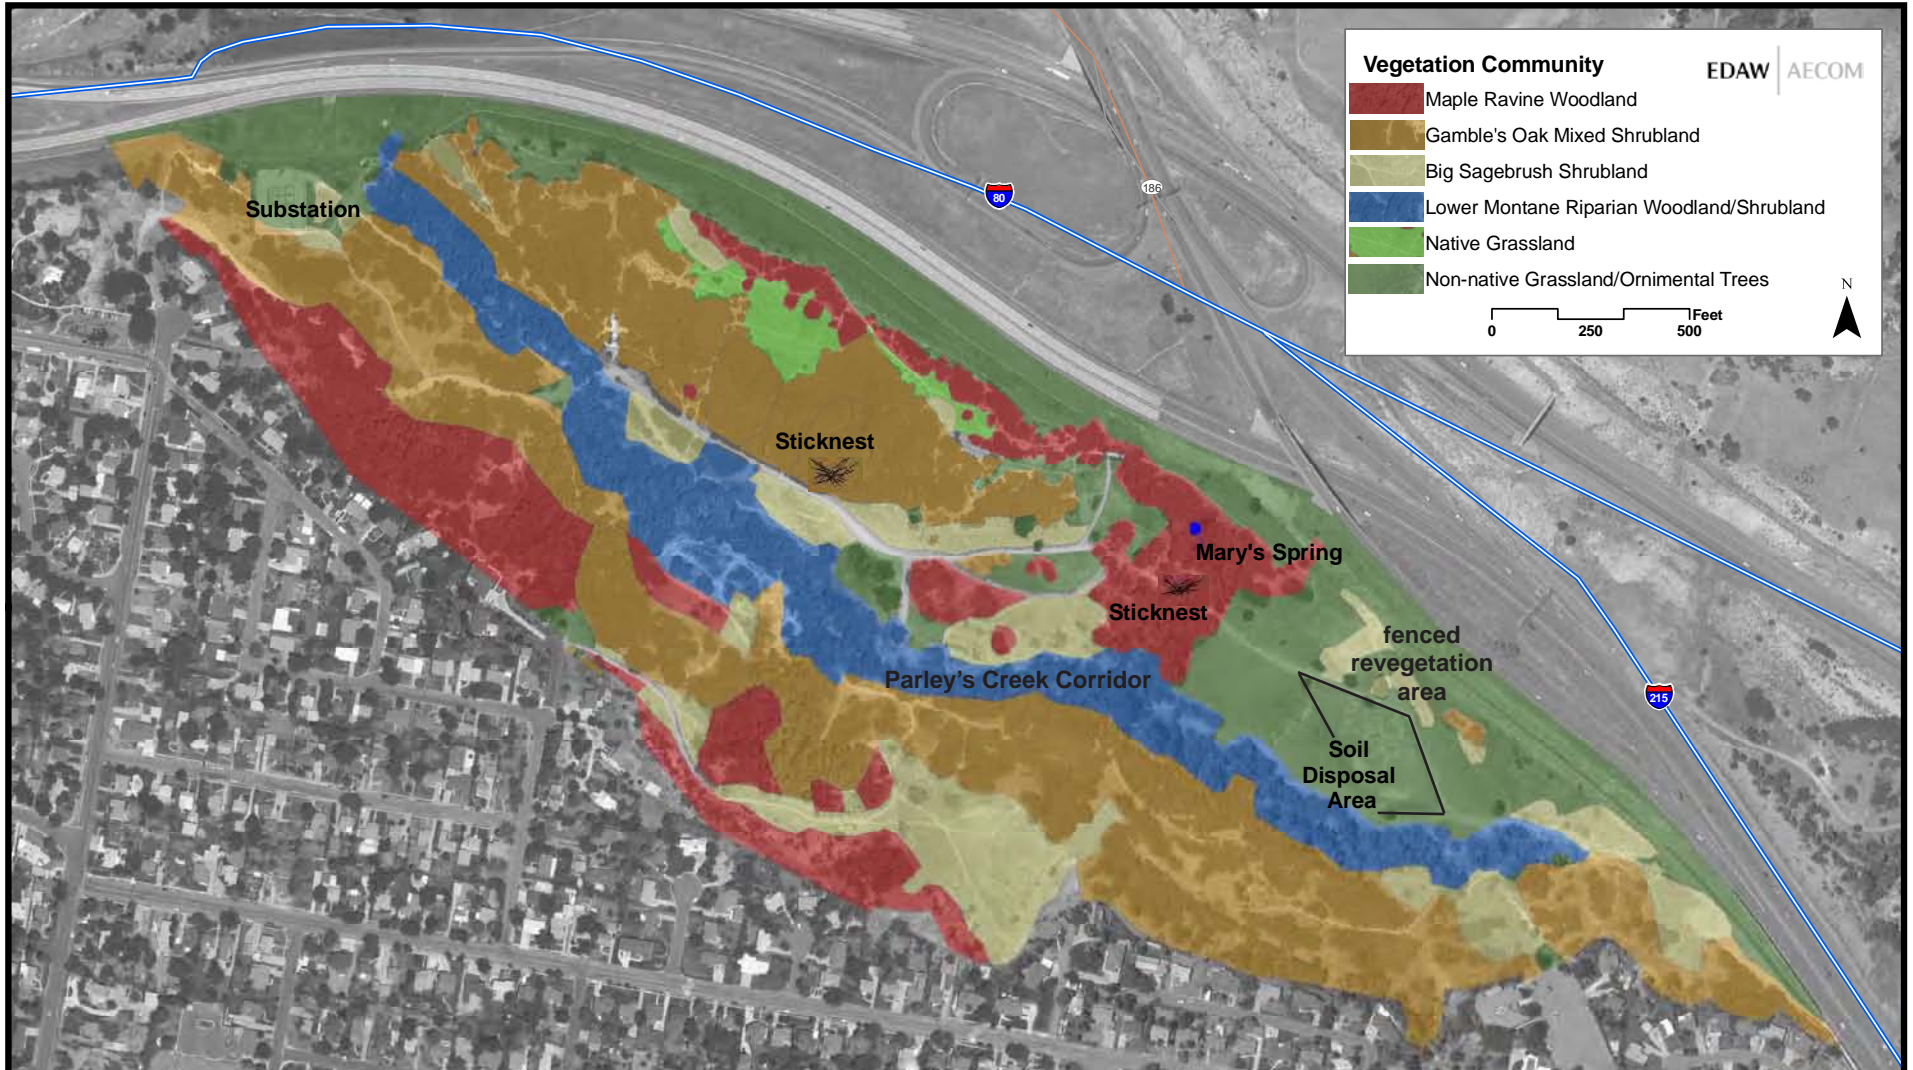 Vegetation Community
EDAW | AECOM
Maple Ravine Woodland
Gamble's Oak Mixed Shrubland
Big Sagebrush Shrubland
Lower Montane Riparian Woodland/Shrubland
Native Grassland
Non-native Grassland/Ornimental Trees
N
Feet
0 250 500
186
80
Substation
Sticknest
Mary's Spring
Sticknest
fenced
revegetation
area
Parley's Creek Corridor
215
Soil
Disposal
Area